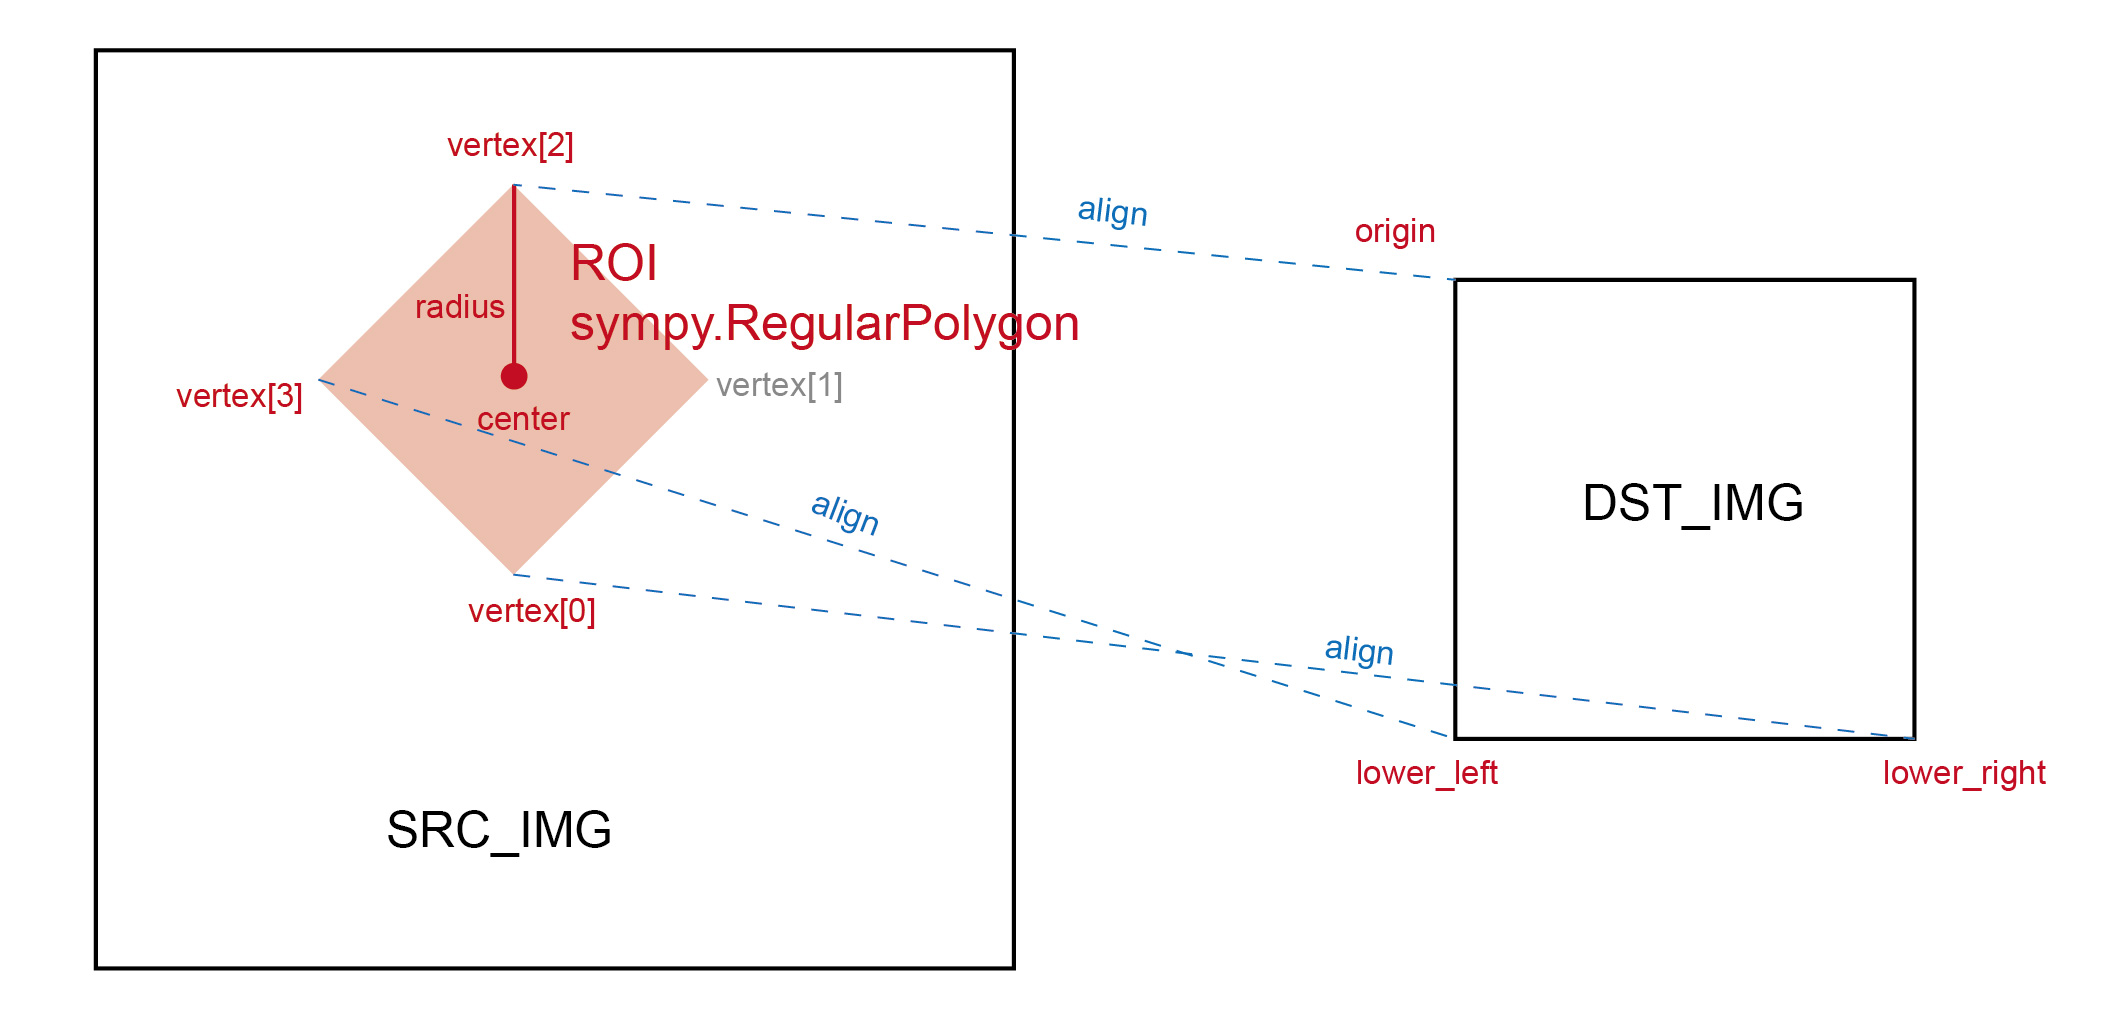 vertex[2]
align
origin
ROI
radius
sympy.RegularPolygon
vertex[3]
vertex[1]
center
align
DST_IMG
vertex[0]
align
lower_left
lower_right
SRC_IMG